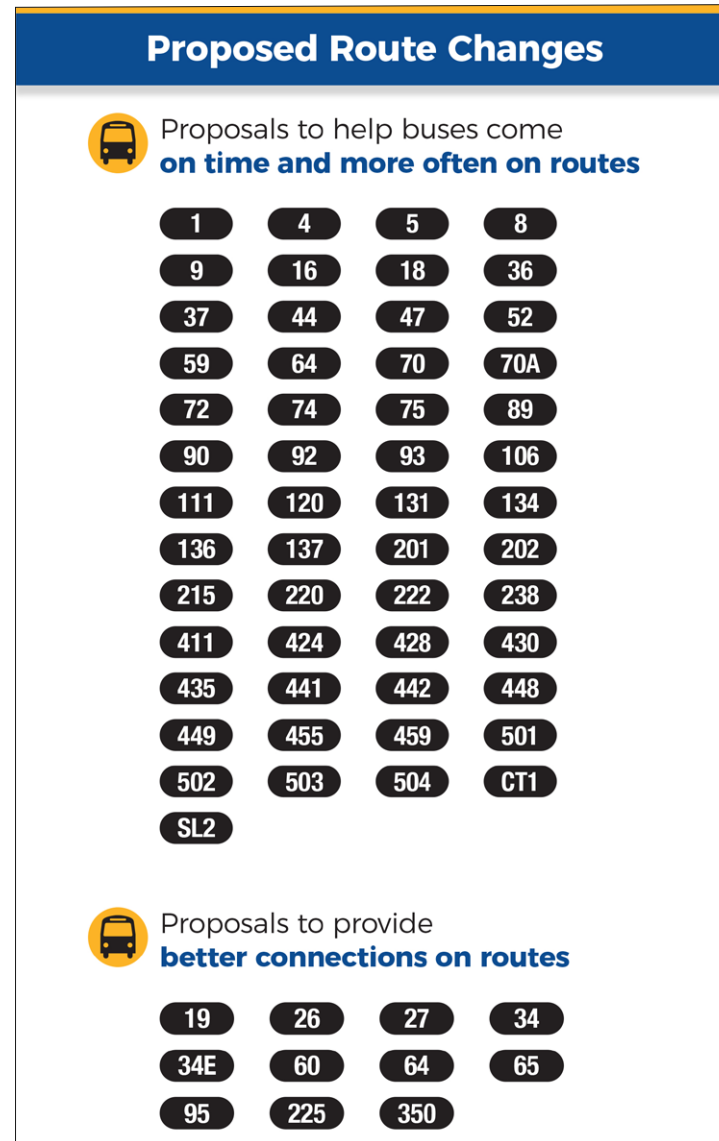 Proposed Route Changes
Proposals to help buses come
on time and more often on routes
1 4 5 8
9 16 18 36
37 44 47 52
59 64 70 70A
72 74 75 89
90 92 93 106
111 120 131 134
136 137 201 202
215 220 222 238
411 424 428 430
435 441 442 448
449 455 459 501
502 503 504 CT1
SL2
Proposals to provide
better connections on routes
19 26 27 34
34E 60 64 65
95 225 350